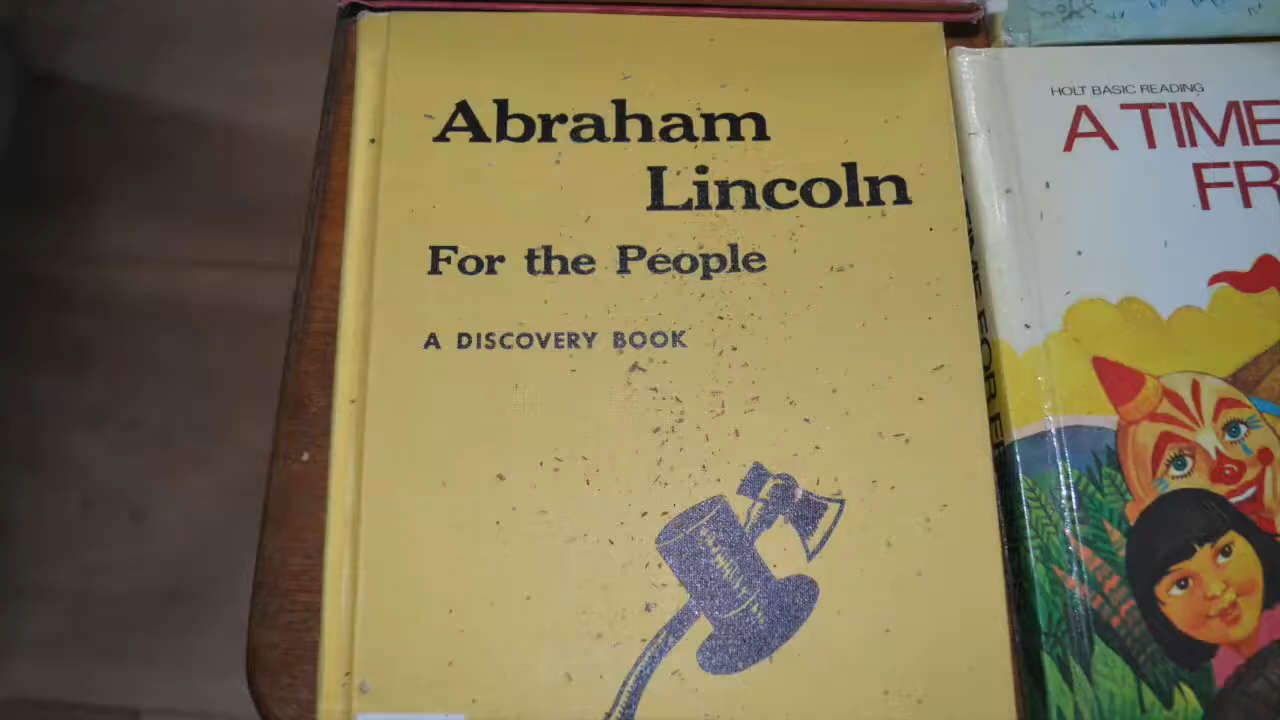 Abraham
Lincoln
For the People
A DISCOVERY BOOK
HOLT BASIC READING
A TIME
FR